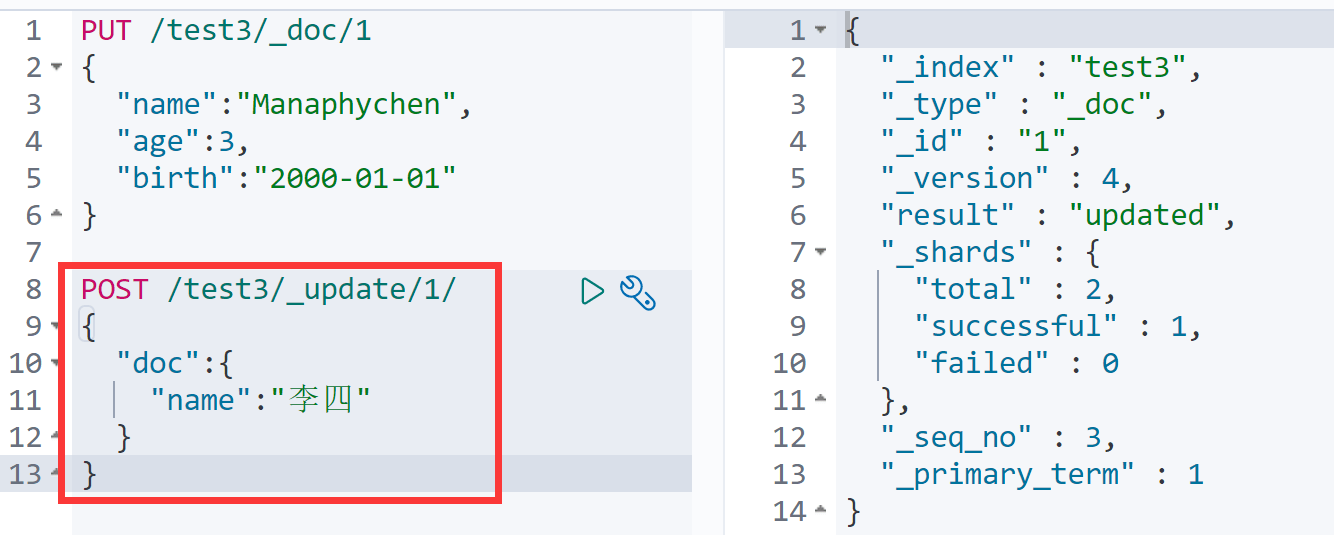 1 PUT /test3/_doc/1
2 {
3 "name":"Manaphychen",
4 "age":3,
5 "birth":"2000-01-01"
6 }
7
8 POST /test3/_update/1/
9 {
10 "doc":{
11 "name":"李四"
12 }
13 }
1 {
2 "_index" : "test3",
3 "_type" : "_doc",
4 "_id" : "1",
5 "_version" : 4,
6 "result" : "updated",
7 "_shards" : {
8 "total" : 2,
9 "successful" : 1,
10 "failed" : 0
11 },
12 "_seq_no" : 3,
13 "_primary_term" : 1
14 }